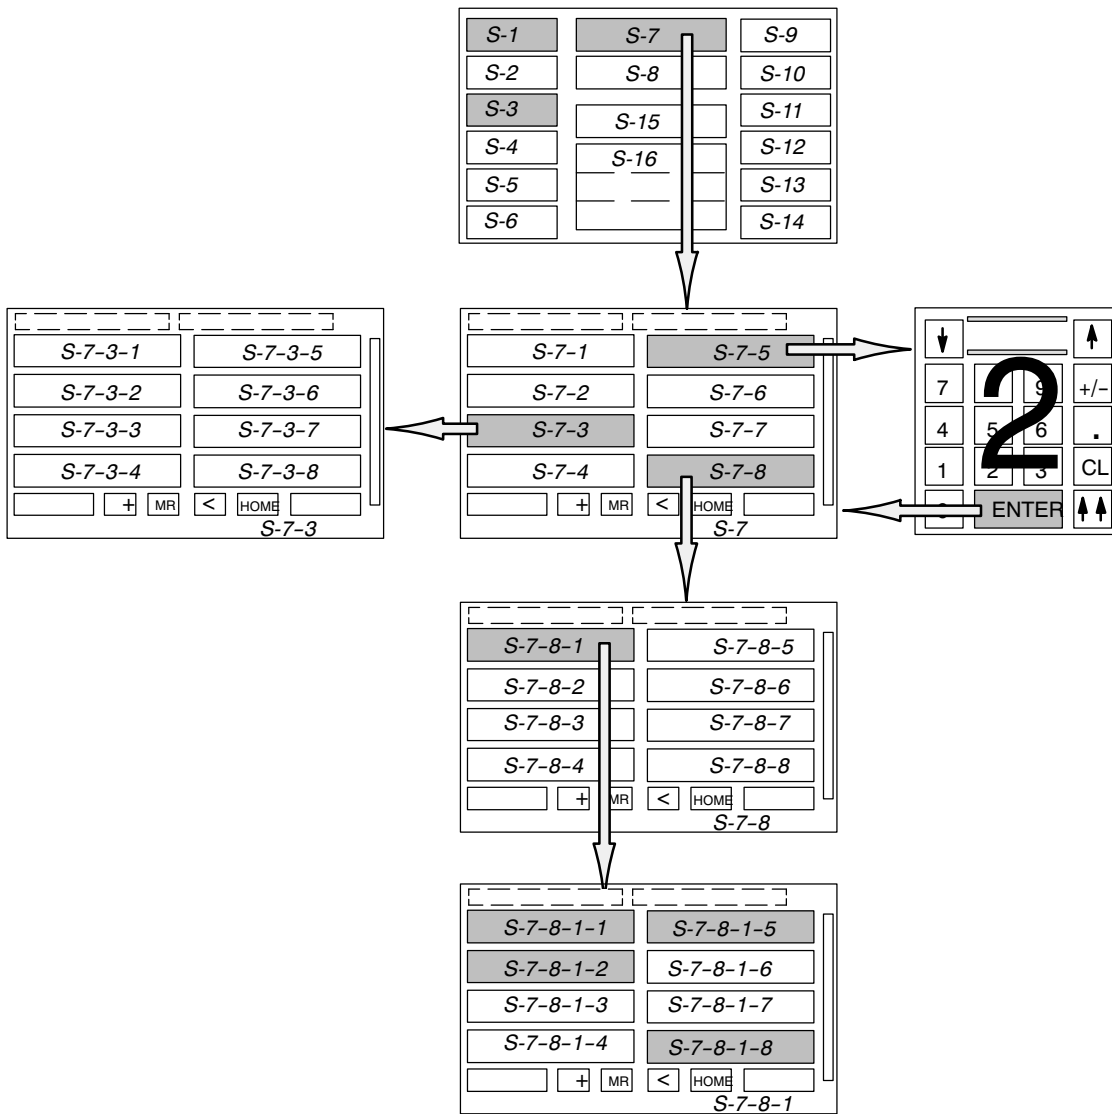 S-1 S-7 S-9
S-2 S-8 S-10
S-3 S-11
S-15
S-4 S-12
S-16
S-5 S-13
S-6 S-14
S-7-3-1 S-7-3-5
S-7-3-2 S-7-3-6
S-7-3-3 S-7-3-7
S-7-3-4 S-7-3-8
+ MR < HOME
S-7-3
S-7-1 S-7-5
S-7-2 S-7-6
S-7-3 S-7-7
S-7-4 S-7-8
+ MR < HOME
S-7
7 9 +/-
4 5 6 .
1 2 3 CL
ENTER
2
S-7-8-1 S-7-8-5
S-7-8-2 S-7-8-6
S-7-8-3 S-7-8-7
S-7-8-4 S-7-8-8
+ MR < HOME
S-7-8
S-7-8-1-1 S-7-8-1-5
S-7-8-1-2 S-7-8-1-6
S-7-8-1-3 S-7-8-1-7
S-7-8-1-4 S-7-8-1-8
+ MR < HOME
S-7-8-1